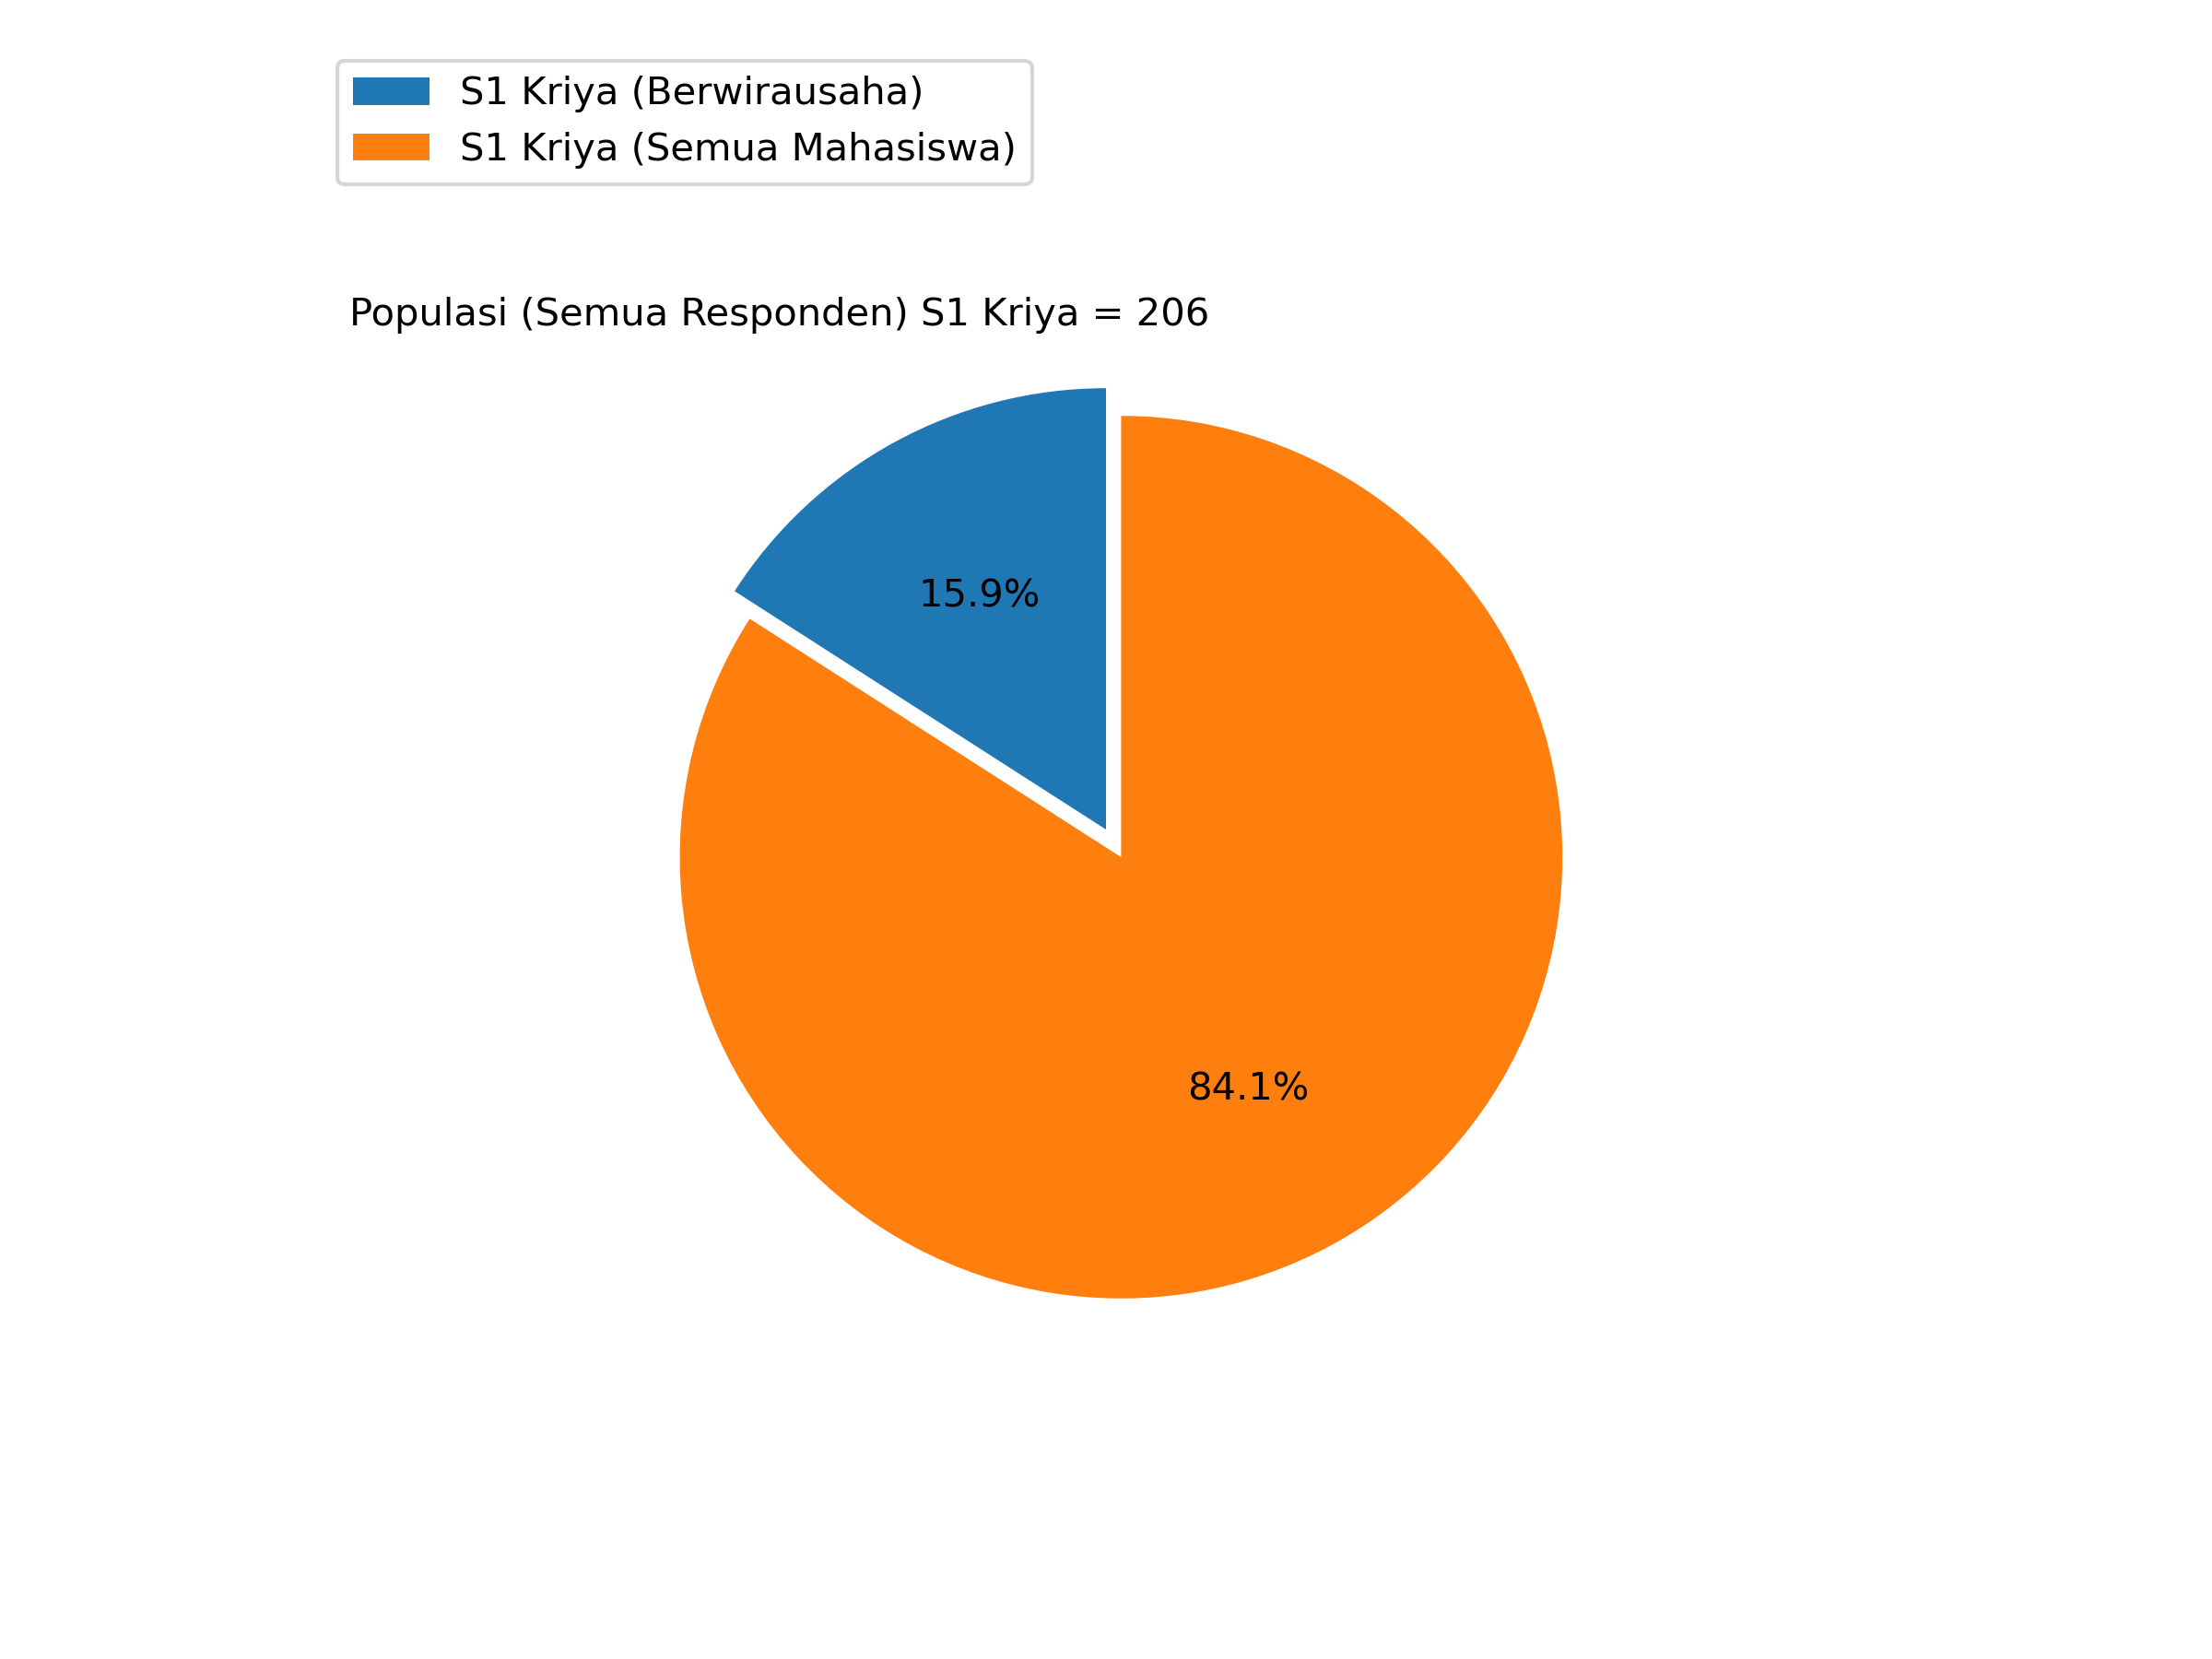 S1 Kriya (Berwirausaha)
S1 Kriya (Semua Mahasiswa)
Populasi (Semua Responden) S1 Kriya = 206
15.9%
84.1%